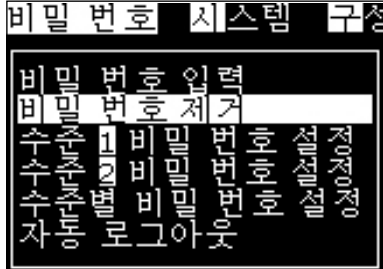 비밀 번호 시스템 구성
비밀 번호 입력
비밀 번호 제거
수준 1 비밀 번호 설정
수준 2 비밀 번호 설정
수준별 비밀 번호 설정
자동 로그아웃